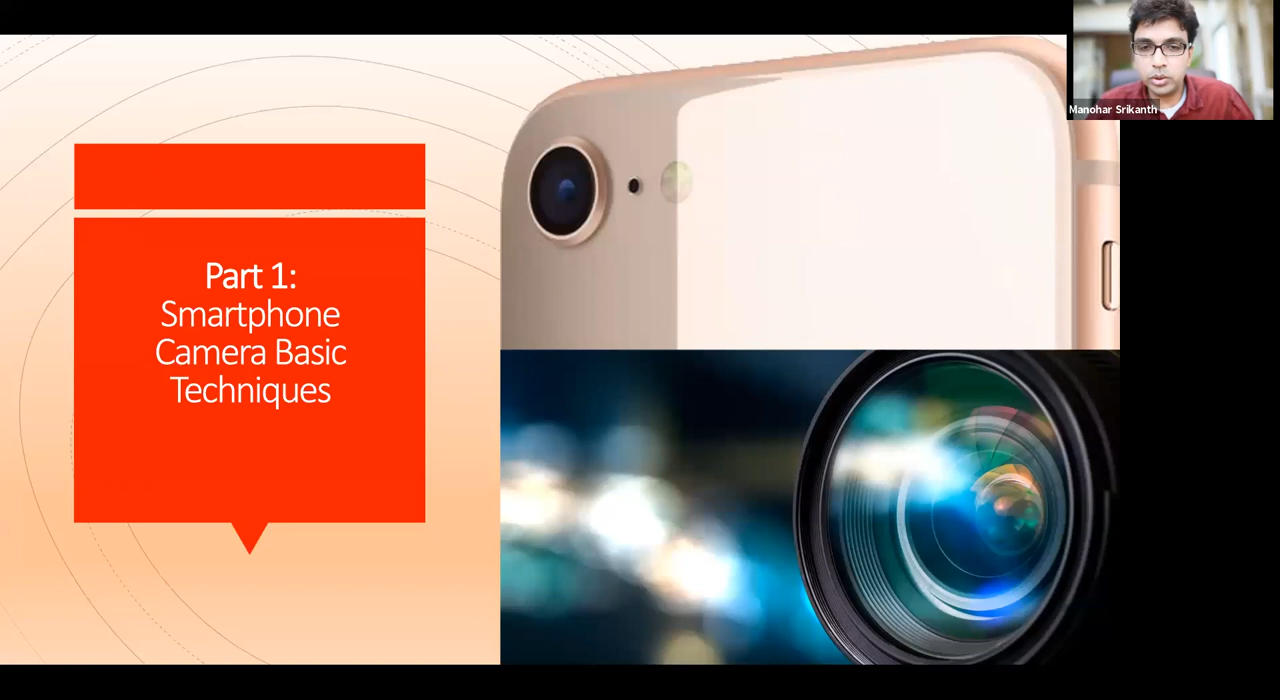 Manohar Srikanth
Part 1:
Smartphone
Camera Basic
Techniques